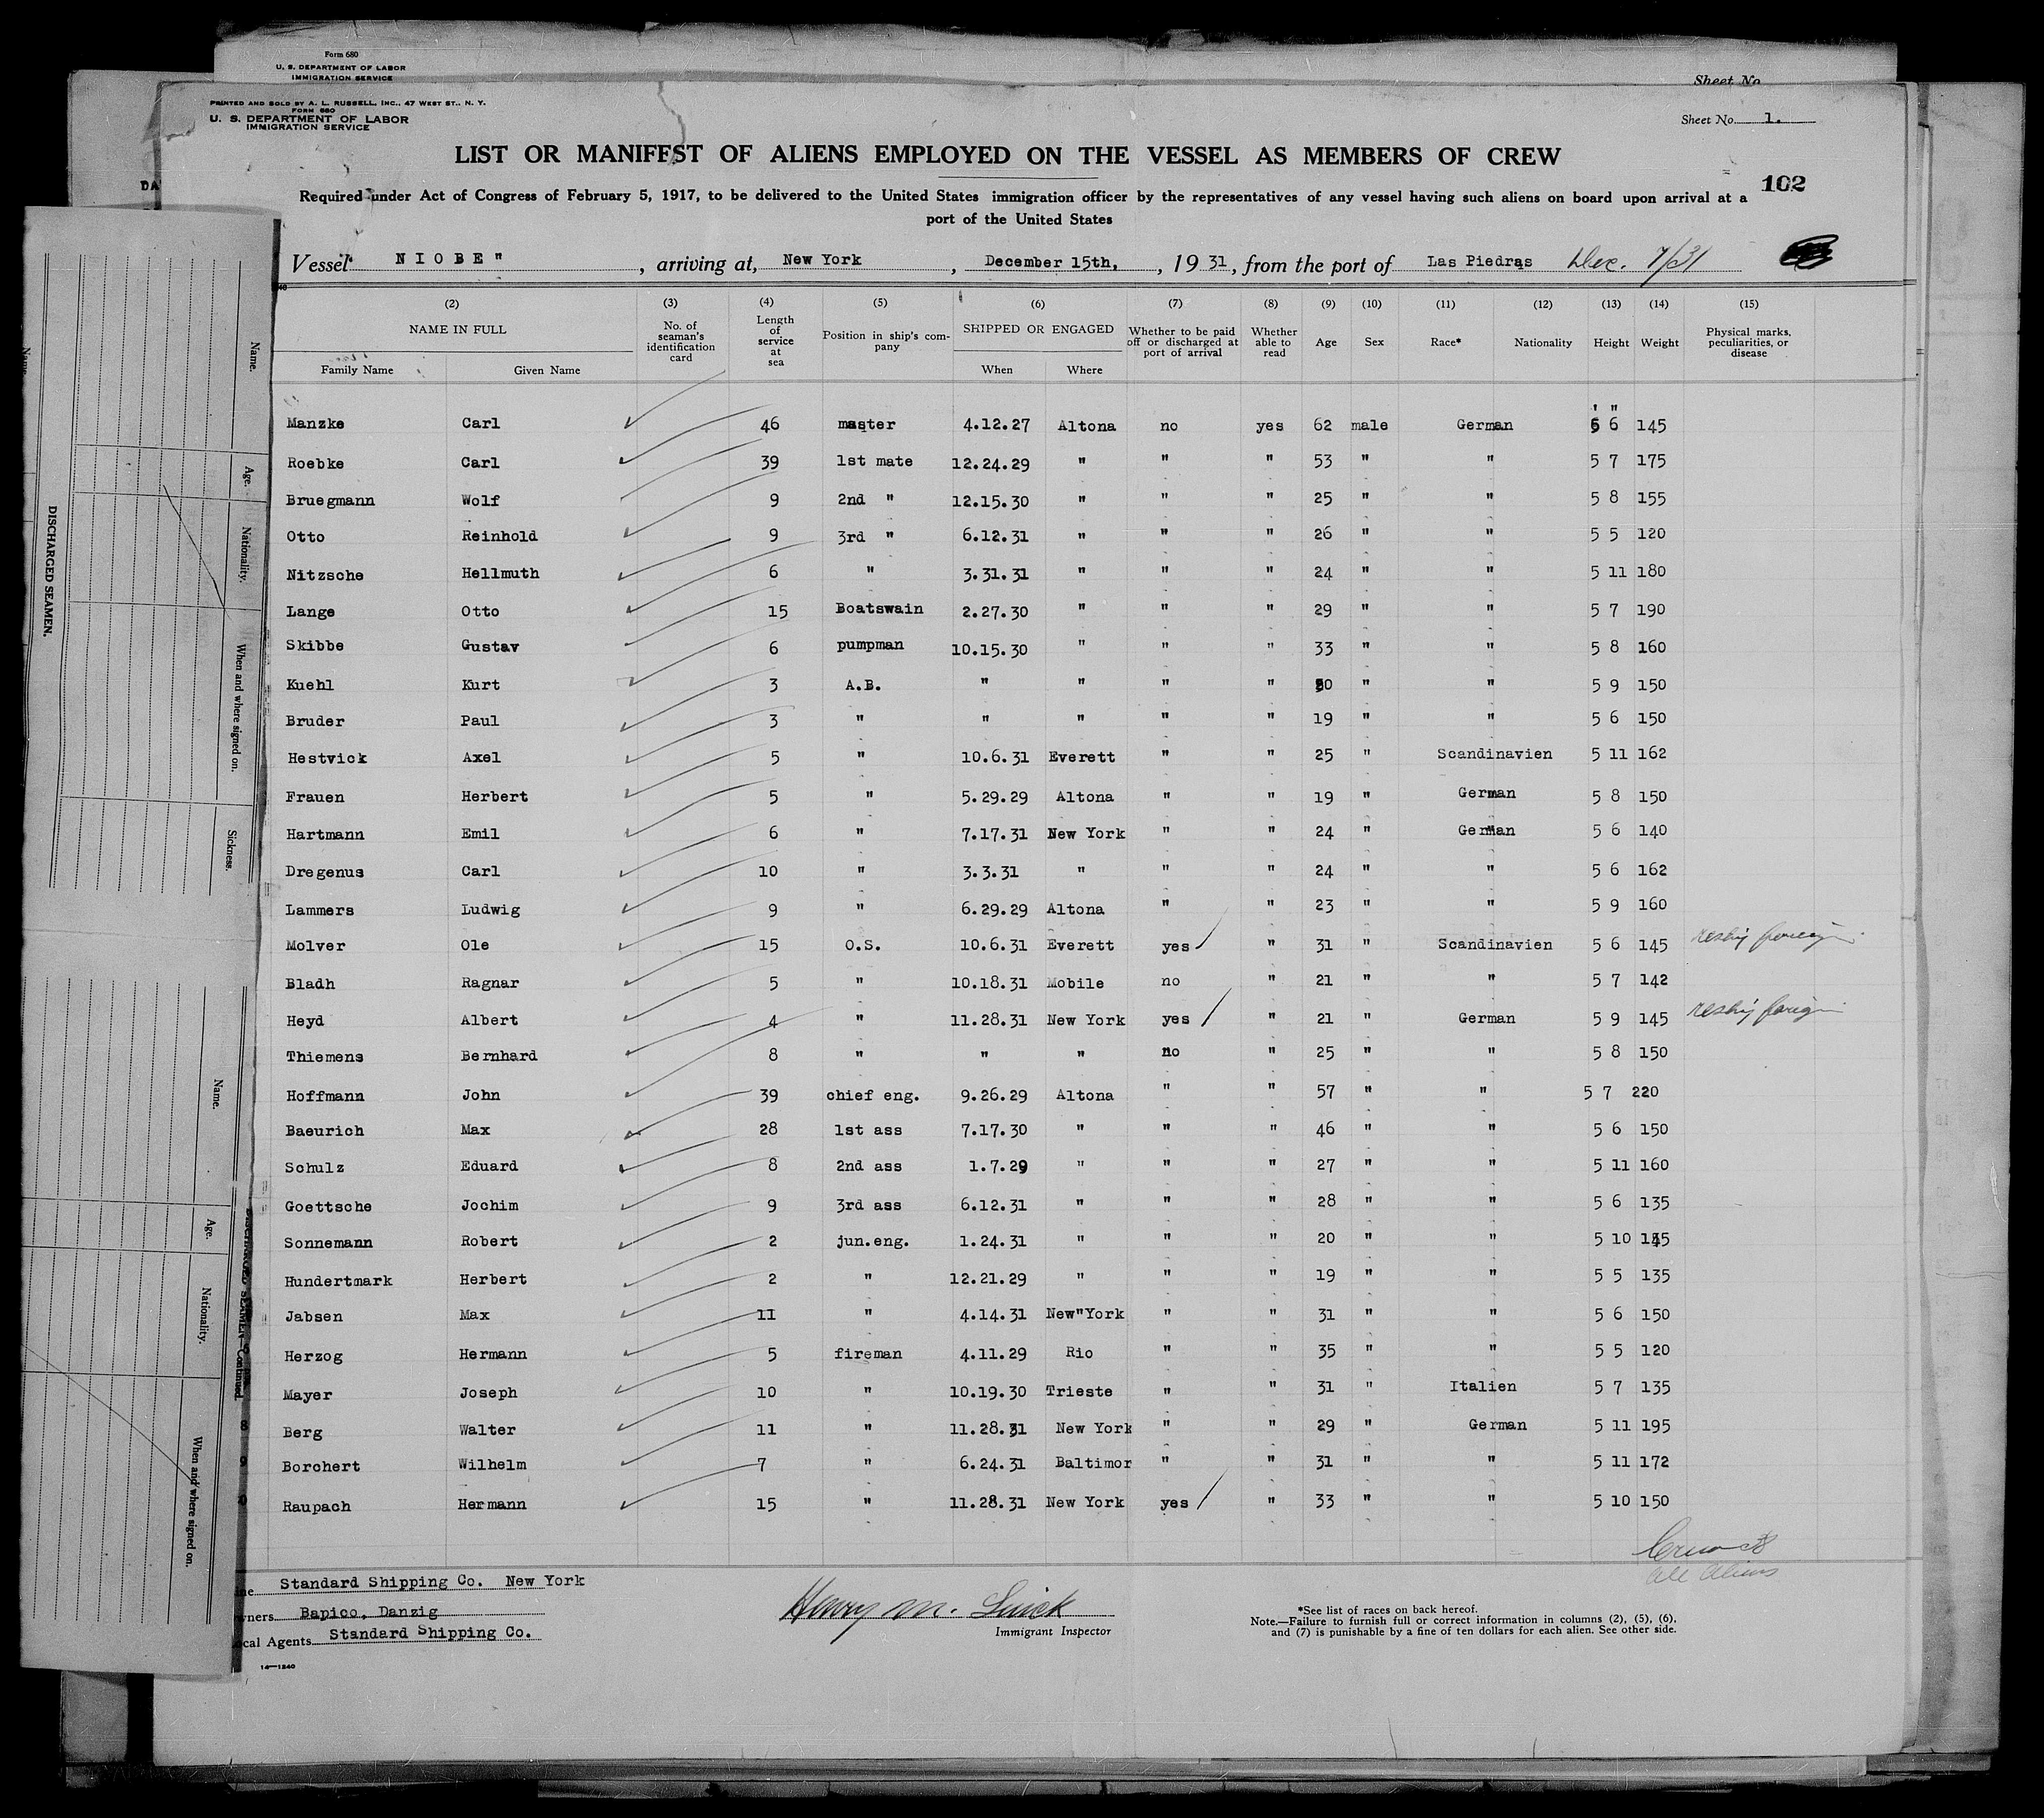 Form 680
U. S. DEPARTMENT OF LABOR
IMMIGRATION SERVICE
Sheet No
PRINTED AND SOLD BY A. L. RUSSELL, INC., 47 WEST ST., N. Y.
FORM 680
U. S. DEPARTMENT OF LABOR
IMMIGRATION SERVICE
Sheet No. 1.
LIST OR MANIFEST OF ALIENS EMPLOYED ON THE VESSEL AS MEMBERS OF CREW
102
Required under Act of Congress of February 5, 1917, to be delivered to the United States immigration officer by the representatives of any vessel having such aliens on board upon arrival at a
port of the United States
Vessel "NIOBE" , arriving at, New York , December 15th, , 19 31, from the port of Las Piedras Dec. 7/31
(2) (3) (4) (5) (6) (7) (8) (9) (10) (11) (12) (13) (14) (15)
NAME IN FULL No. of seaman's identification card Length of service at sea Position in ship's company SHIPPED OR ENGAGED Whether to be paid off or discharged at port of arrival Whether able to read Age Sex Race* Nationality Height Weight Physical marks, peculiarities, or disease
Family Name Given Name When Where
' "
Manzke Carl 46 master 4.12.27 Altona no yes 62 male German 5 6 145
Roebke Carl 39 1st mate 12.24.29 " " " 53 " " 5 7 175
Bruegmann Wolf 9 2nd " 12.15.30 " " " 25 " " 5 8 155
Otto Reinhold 9 3rd " 6.12.31 " " " 26 " " 5 5 120
Nitzsche Hellmuth 6 " 3.31.31 " " " 24 " " 5 11 180
Lange Otto 15 Boatswain 2.27.30 " " " 29 " " 5 7 190
Skibbe Gustav 6 pumpman 10.15.30 " " " 33 " " 5 8 160
Kuehl Kurt 3 A.B. " " " " " " 5 9 150
Bruder Paul 3 " " " " " 19 " " 5 6 150
Hestvick Axel 5 " 10.6.31 Everett " " 25 " Scandinavien 5 11 162
Frauen Herbert 5 " 5.29.29 Altona " " 19 " German 5 8 150
Hartmann Emil 6 " 7.17.31 New York " " 24 " German 5 6 140
Dregenus Carl 10 " 3.3.31 " " " 24 " " 5 6 162
Lammers Ludwig 9 " 6.29.29 Altona " " 23 " " 5 9 160
Molver Ole 15 O.S. 10.6.31 Everett yes " 31 " Scandinavien 5 6 145 reship foreign
Bladh Ragnar 5 " 10.18.31 Mobile no " 21 " " 5 7 142
Heyd Albert 4 " 11.28.31 New York yes " 21 " German 5 9 145 reship foreign
Thiemens Bernhard 8 " " " no " 25 " " 5 8 150
Hoffmann John 39 chief eng. 9.26.29 Altona " " 57 " " 5 7 220
Baeurich Max 28 1st ass 7.17.30 " " " 46 " " 5 6 150
Schulz Eduard 8 2nd ass 1.7.29 " " " 27 " " 5 11 160
Goettsche Jochim 9 3rd ass 6.12.31 " " " 28 " " 5 6 135
Sonnemann Robert 2 jun.eng. 1.24.31 " " " 20 " " 5 10
Hundertmark Herbert 2 " 12.21.29 " " " 19 " " 5 5 135
Jabsen Max 11 " 4.14.31 New"York " " 31 " " 5 6 150
Herzog Hermann 5 fireman 4.11.29 Rio " " 35 " " 5 5 120
Mayer Joseph 10 " 10.19.30 Trieste " " 31 " Italien 5 7 135
Berg Walter 11 " 11.28.31 New York " " 29 " German 5 11 195
Borchert Wilhelm 7 " 6.24.31 Baltimor " " 31 " " 5 11 172
Raupach Hermann 15 " 11.28.31 New York yes " 33 " " 5 10 150
All Aliens
Standard Shipping Co. New York
Bapico, Danzig
Standard Shipping Co.
Henry M.
Immigrant Inspector
*See list of races on back hereof.
Note.—Failure to furnish full or correct information in columns (2), (5), (6),
and (7) is punishable by a fine of ten dollars for each alien. See other side.
14—1240
DISCHARGED SEAMEN.
Name.
Age.
Nationality.
When and where signed on.
Sickness.
DISCHARGED SEAMEN—Continued.
Name.
Age.
Nationality.
When and where signed on.